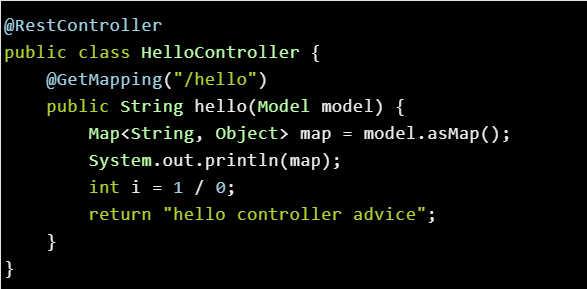 @RestController
public class HelloController {
    @GetMapping("/hello")
    public String hello(Model model) {
        Map<String, Object> map = model.asMap();
        System.out.println(map);
        int i = 1 / 0;
        return "hello controller advice";
    }
}